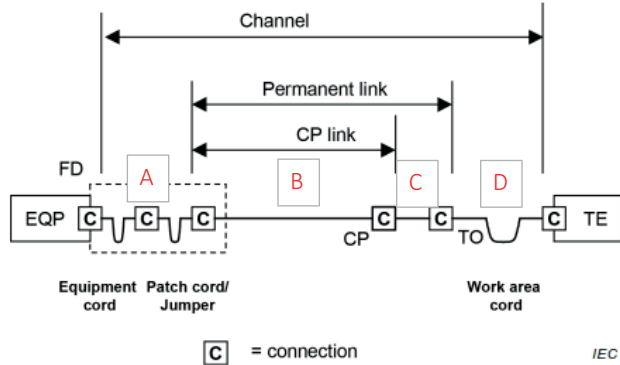 Channel
Permanent link
CP link
FD
A
B
C
D
EQP
C
C
C
C
C
C
TE
CP
TO
Equipment
cord
Patch cord/
Jumper
Work area
cord
C = connection
IEC